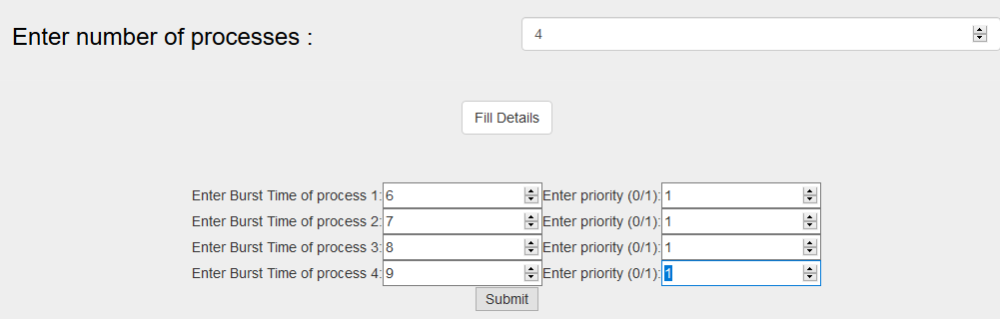 Enter number of processes : 4
Fill Details
Enter Burst Time of process 1: 6 Enter priority (0/1): 1
Enter Burst Time of process 2: 7 Enter priority (0/1): 1
Enter Burst Time of process 3: 8 Enter priority (0/1): 1
Enter Burst Time of process 4: 9 Enter priority (0/1): 1
Submit